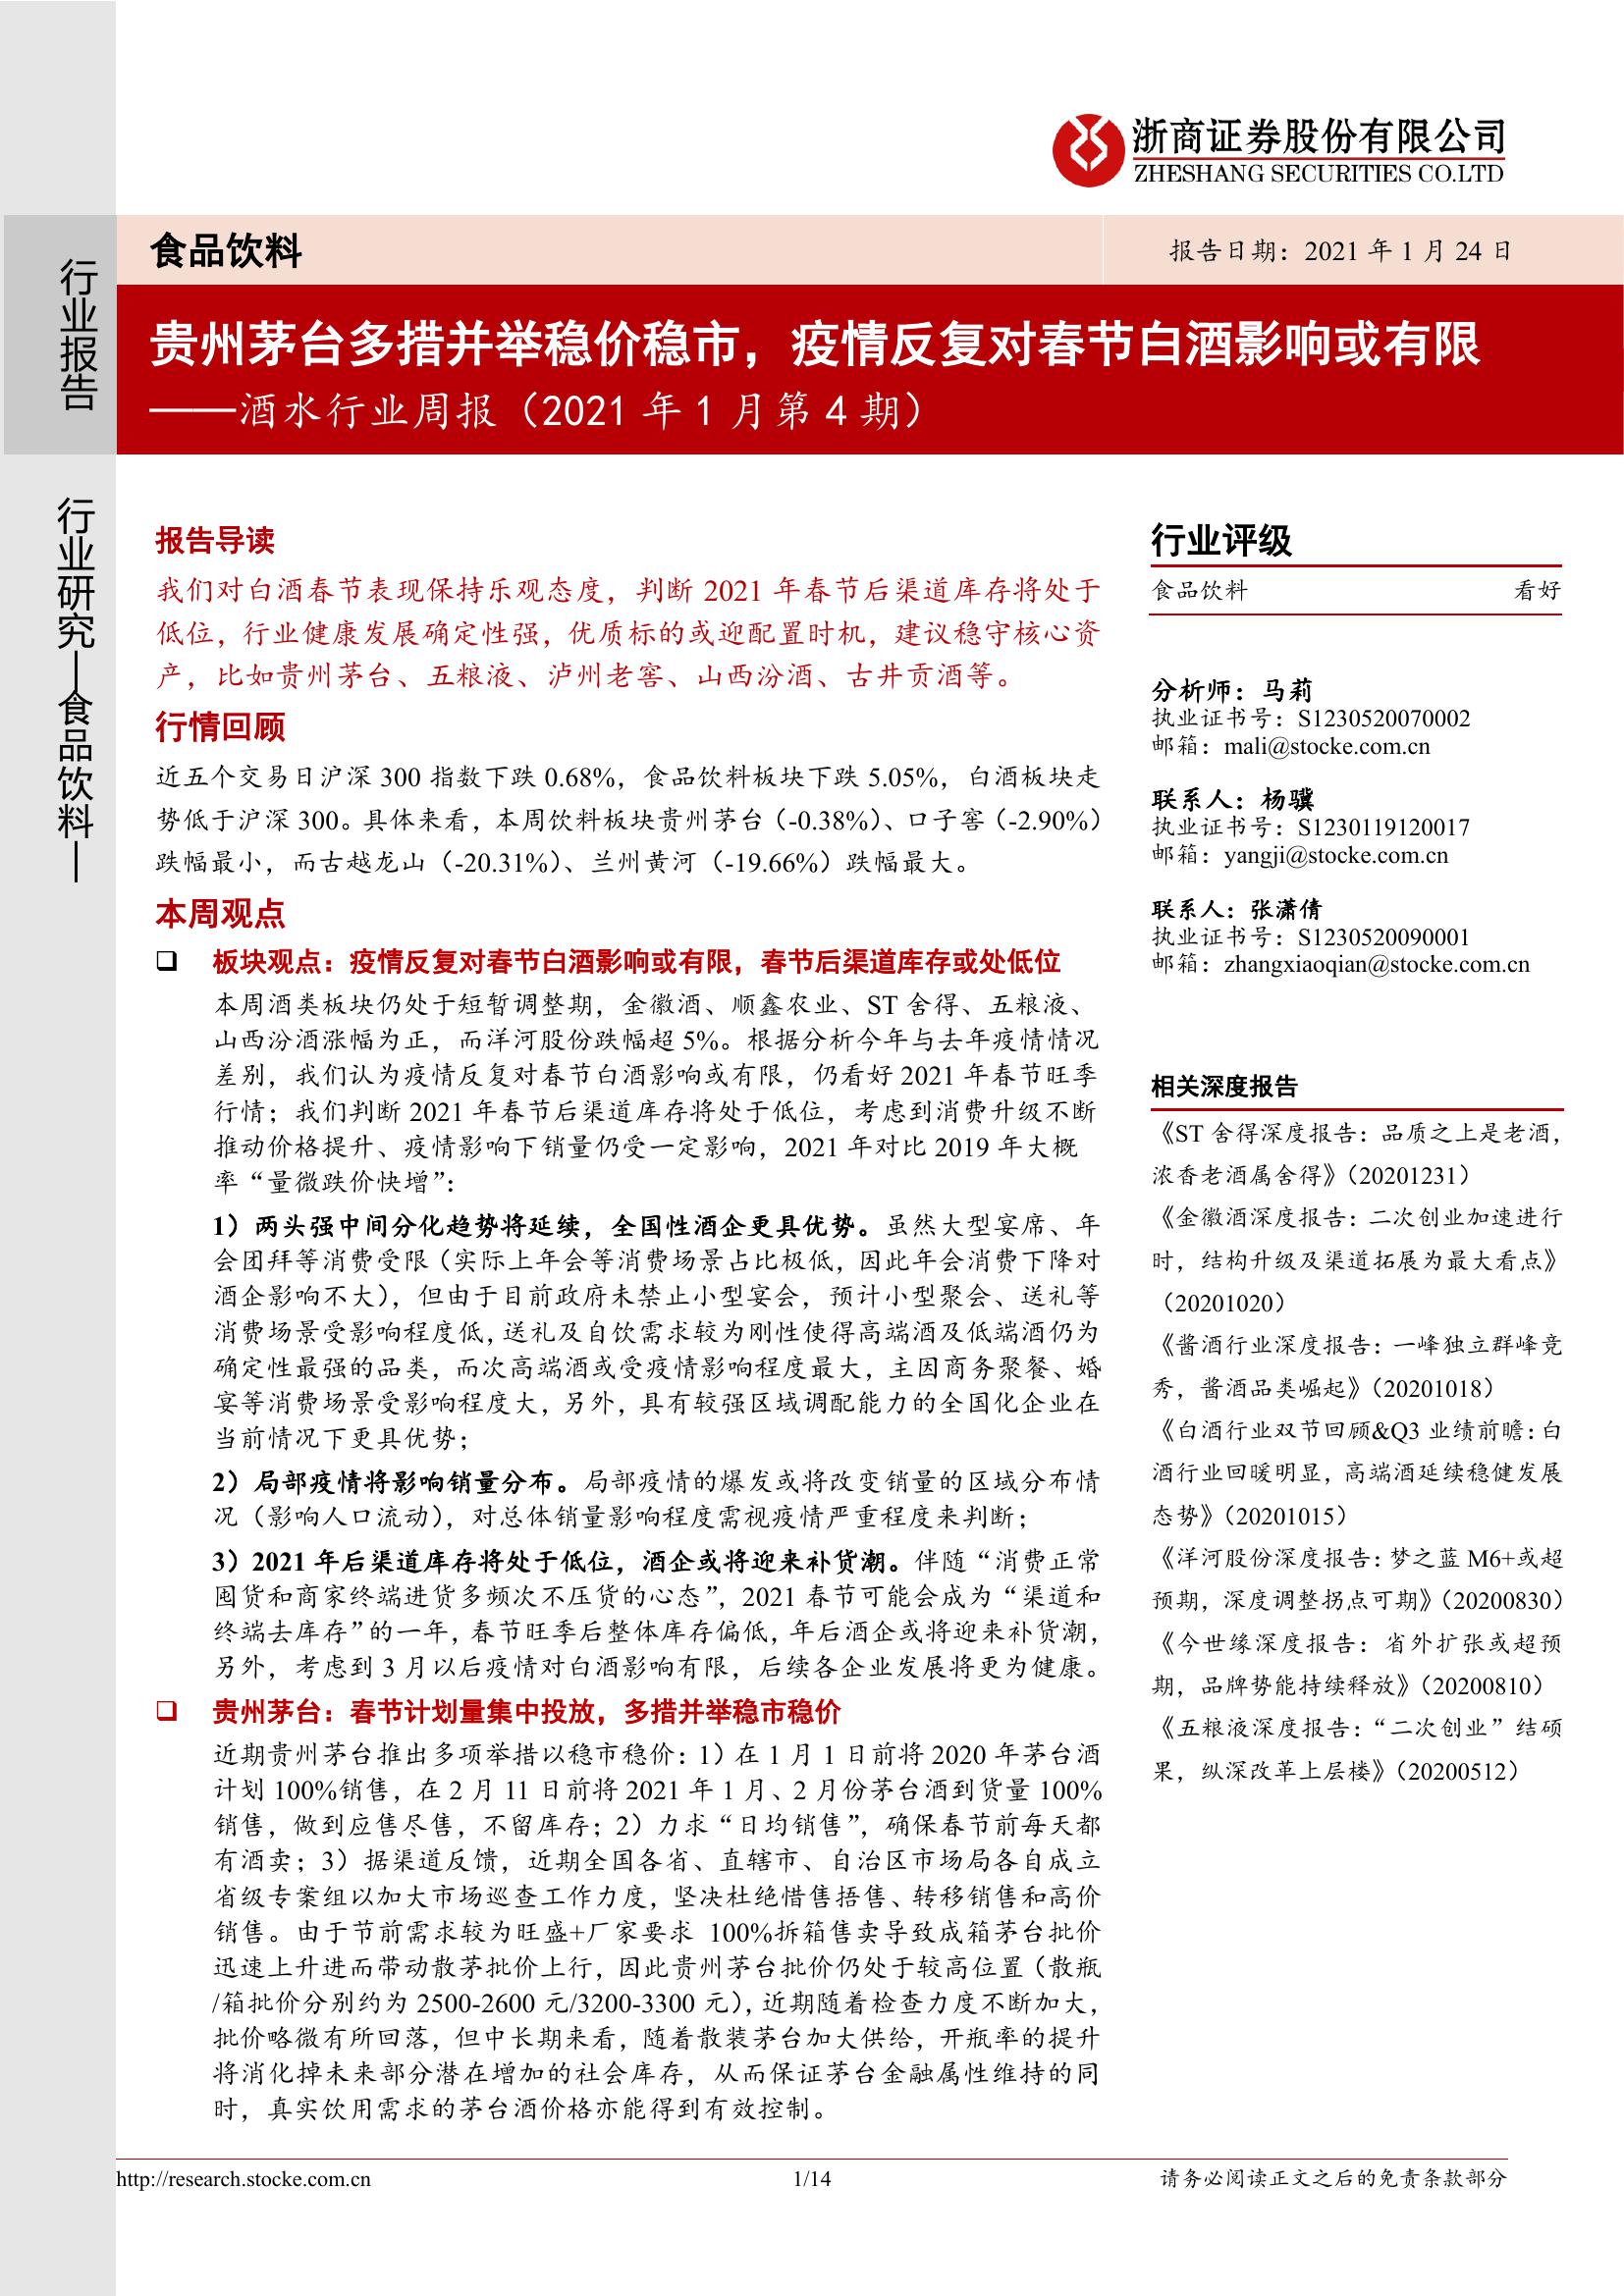 浙商证券股份有限公司
ZHESHANG SECURITIES CO.LTD
行业报告
行业研究—食品饮料—
食品饮料
报告日期：2021 年 1 月 24 日
贵州茅台多措并举稳价稳市，疫情反复对春节白酒影响或有限
——酒水行业周报（2021 年 1 月第 4 期）
报告导读
我们对白酒春节表现保持乐观态度，判断 2021 年春节后渠道库存将处于
低位，行业健康发展确定性强，优质标的或迎配置时机，建议稳守核心资
产，比如贵州茅台、五粮液、泸州老窖、山西汾酒、古井贡酒等。
行情回顾
近五个交易日沪深 300 指数下跌 0.68%，食品饮料板块下跌 5.05%，白酒板块走
势低于沪深 300。具体来看，本周饮料板块贵州茅台（-0.38%）、口子窖（-2.90%）
跌幅最小，而古越龙山（-20.31%）、兰州黄河（-19.66%）跌幅最大。
本周观点
❑ 板块观点：疫情反复对春节白酒影响或有限，春节后渠道库存或处低位
本周酒类板块仍处于短暂调整期，金徽酒、顺鑫农业、ST 舍得、五粮液、
山西汾酒涨幅为正，而洋河股份跌幅超 5%。根据分析今年与去年疫情情况
差别，我们认为疫情反复对春节白酒影响或有限，仍看好 2021 年春节旺季
行情；我们判断 2021 年春节后渠道库存将处于低位，考虑到消费升级不断
推动价格提升、疫情影响下销量仍受一定影响，2021 年对比 2019 年大概
率“量微跌价快增”：
1）两头强中间分化趋势将延续，全国性酒企更具优势。虽然大型宴席、年
会团拜等消费受限（实际上年会等消费场景占比极低，因此年会消费下降对
酒企影响不大），但由于目前政府未禁止小型宴会，预计小型聚会、送礼等
消费场景受影响程度低，送礼及自饮需求较为刚性使得高端酒及低端酒仍为
确定性最强的品类，而次高端酒或受疫情影响程度最大，主因商务聚餐、婚
宴等消费场景受影响程度大，另外，具有较强区域调配能力的全国化企业在
当前情况下更具优势；
2）局部疫情将影响销量分布。局部疫情的爆发或将改变销量的区域分布情
况（影响人口流动），对总体销量影响程度需视疫情严重程度来判断；
3）2021 年后渠道库存将处于低位，酒企或将迎来补货潮。伴随“消费正常
囤货和商家终端进货多频次不压货的心态”，2021 春节可能会成为“渠道和
终端去库存”的一年，春节旺季后整体库存偏低，年后酒企或将迎来补货潮，
另外，考虑到 3 月以后疫情对白酒影响有限，后续各企业发展将更为健康。
❑ 贵州茅台：春节计划量集中投放，多措并举稳市稳价
近期贵州茅台推出多项举措以稳市稳价：1）在 1 月 1 日前将 2020 年茅台酒
计划 100%销售，在 2 月 11 日前将 2021 年 1 月、2 月份茅台酒到货量 100%
销售，做到应售尽售，不留库存；2）力求“日均销售”，确保春节前每天都
有酒卖；3）据渠道反馈，近期全国各省、直辖市、自治区市场局各自成立
省级专案组以加大市场巡查工作力度，坚决杜绝惜售捂售、转移销售和高价
销售。由于节前需求较为旺盛+厂家要求 100%拆箱售卖导致成箱茅台批价
迅速上升进而带动散茅批价上行，因此贵州茅台批价仍处于较高位置（散瓶
/箱批价分别约为 2500-2600 元/3200-3300 元），近期随着检查力度不断加大，
批价略微有所回落，但中长期来看，随着散装茅台加大供给，开瓶率的提升
将消化掉未来部分潜在增加的社会库存，从而保证茅台金融属性维持的同
时，真实饮用需求的茅台酒价格亦能得到有效控制。
行业评级
食品饮料 看好
分析师：马莉
执业证书号：S1230520070002
邮箱：mali@stocke.com.cn
联系人：杨骥
执业证书号：S1230119120017
邮箱：yangji@stocke.com.cn
联系人：张潇倩
执业证书号：S1230520090001
邮箱：zhangxiaoqian@stocke.com.cn
相关深度报告
《ST 舍得深度报告：品质之上是老酒，
浓香老酒属舍得》（20201231）
《金徽酒深度报告：二次创业加速进行
时，结构升级及渠道拓展为最大看点》
（20201020）
《酱酒行业深度报告：一峰独立群峰竞
秀，酱酒品类崛起》（20201018）
《白酒行业双节回顾&Q3 业绩前瞻：白
酒行业回暖明显，高端酒延续稳健发展
态势》（20201015）
《洋河股份深度报告：梦之蓝 M6+或超
预期，深度调整拐点可期》（20200830）
《今世缘深度报告：省外扩张或超预
期，品牌势能持续释放》（20200810）
《五粮液深度报告：“二次创业”结硕
果，纵深改革上层楼》（20200512）
http://research.stocke.com.cn
1/14
请务必阅读正文之后的免责条款部分